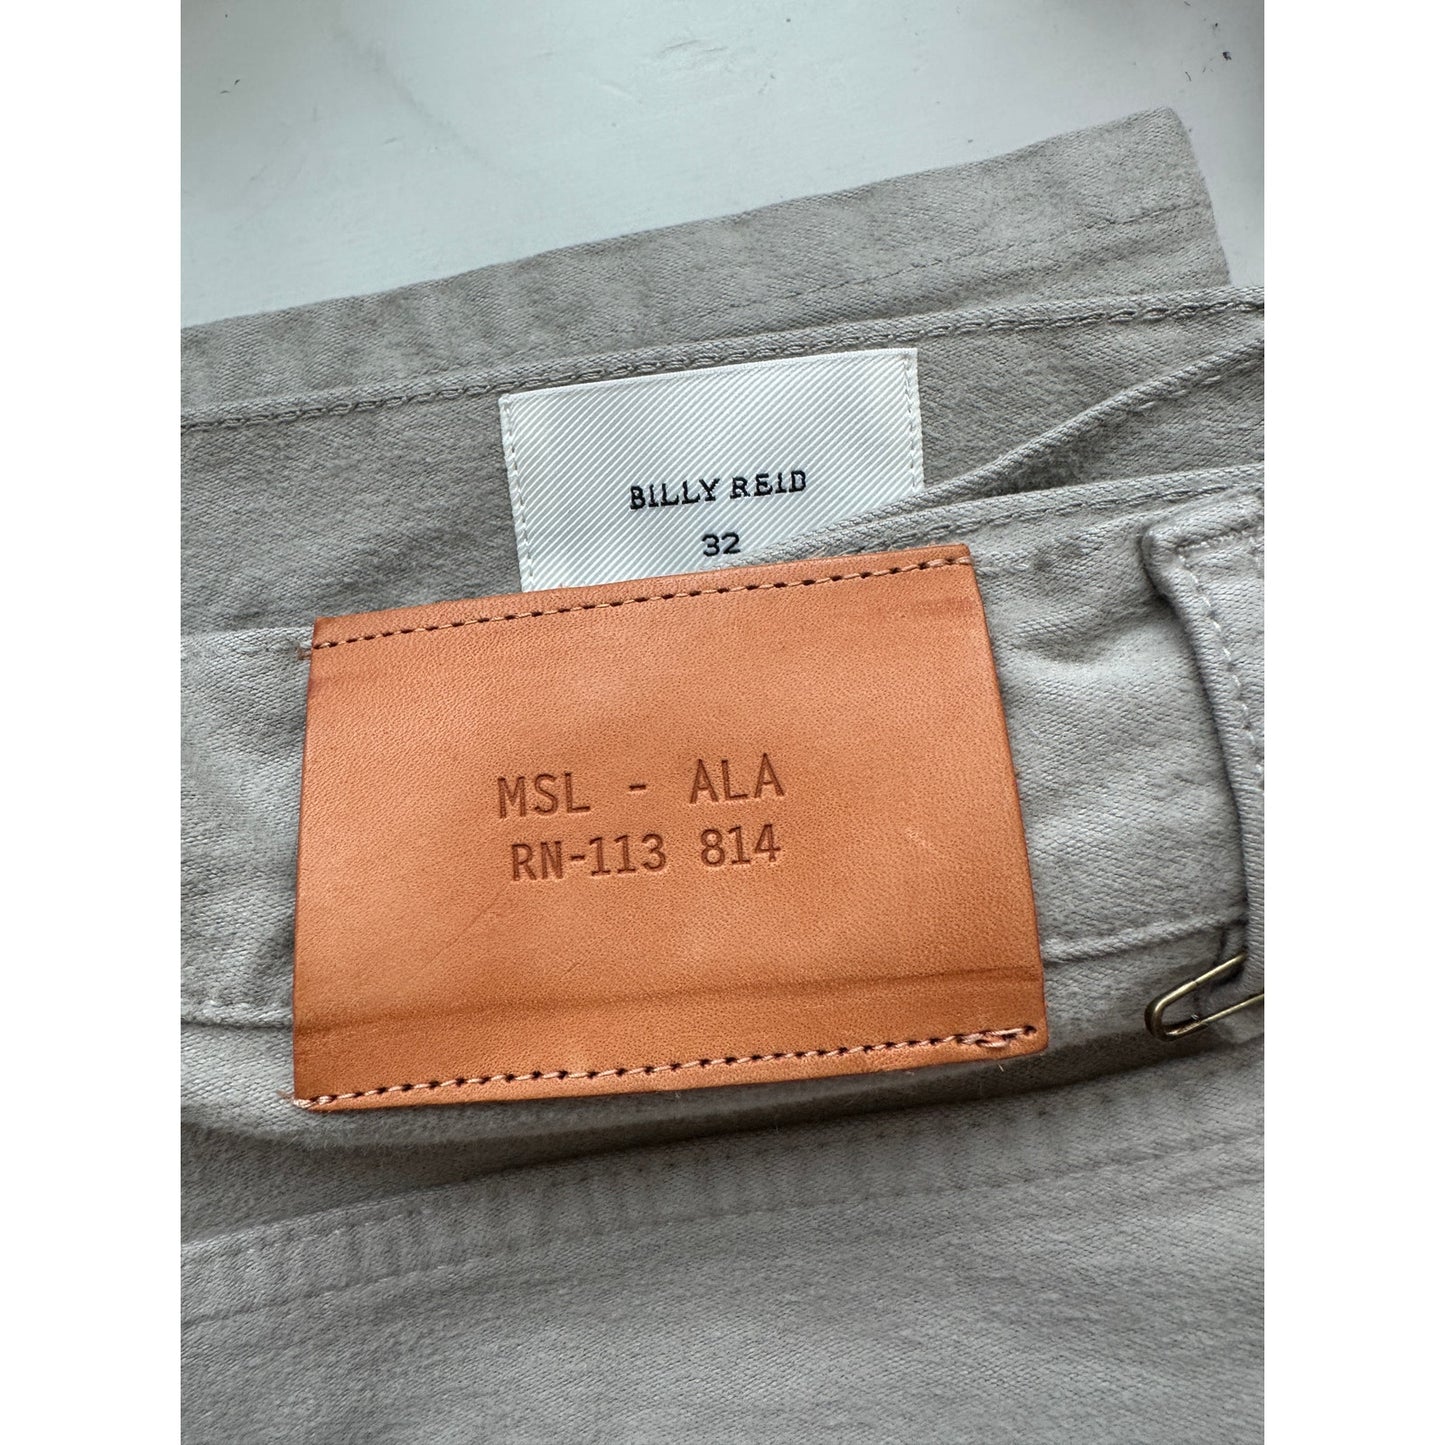 BILLY REID
32
MSL - ALA
RN-113 814